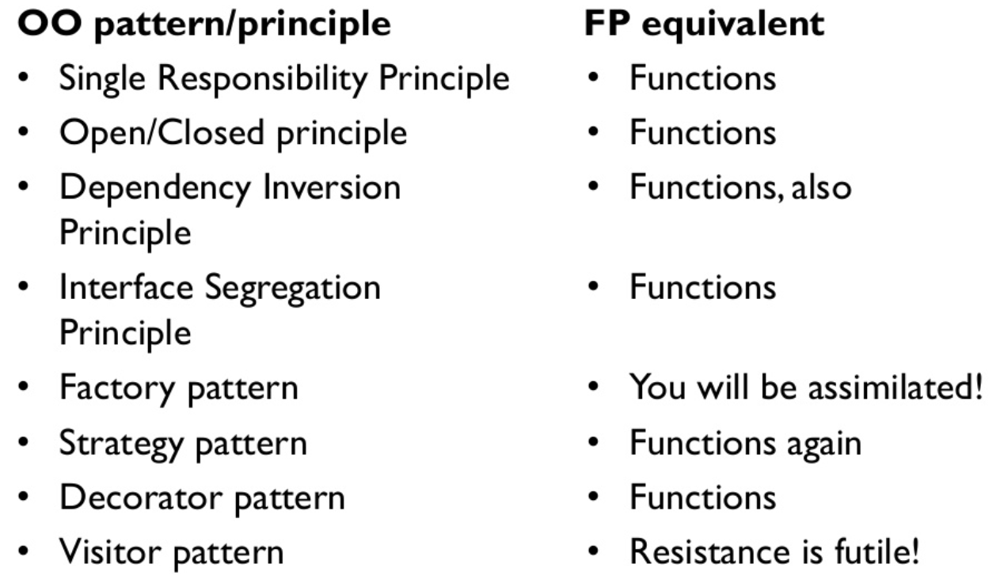 OO pattern/principle
• Single Responsibility Principle
• Open/Closed principle
• Dependency Inversion
Principle
• Interface Segregation
Principle
• Factory pattern
• Strategy pattern
• Decorator pattern
• Visitor pattern
FP equivalent
• Functions
• Functions
• Functions, also
• Functions
• You will be assimilated!
• Functions again
• Functions
• Resistance is futile!